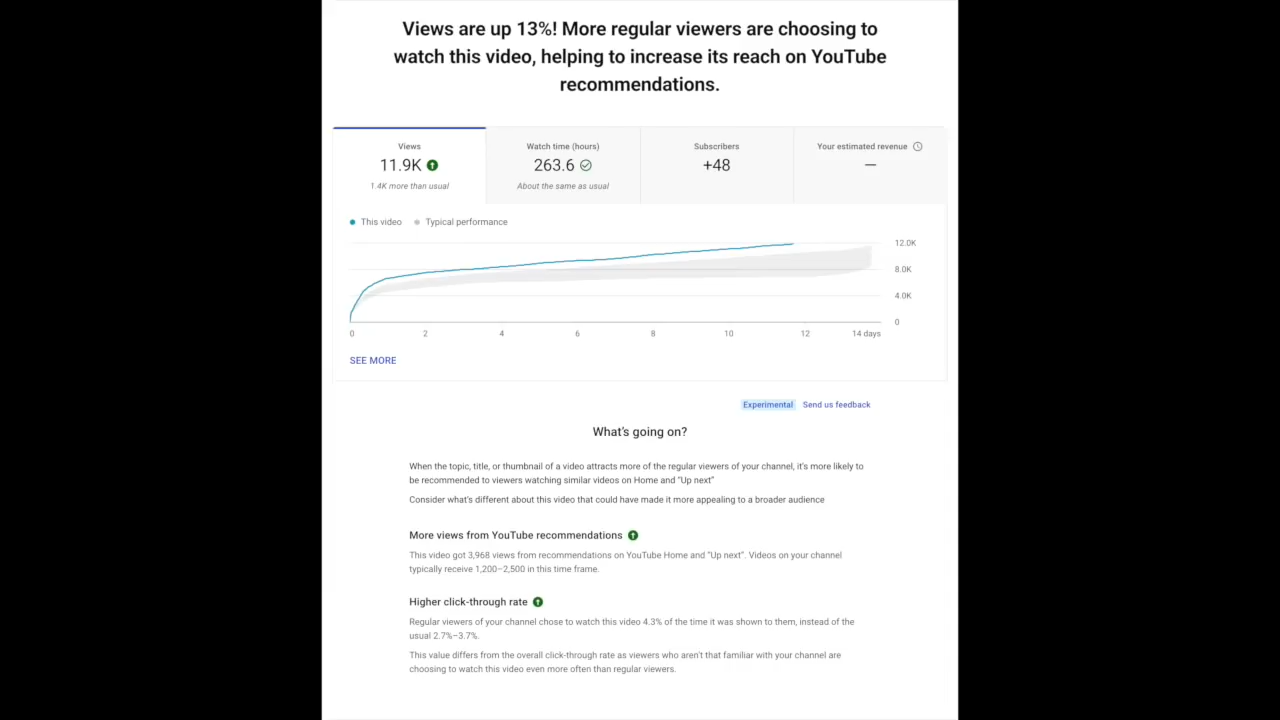 Views are up 13%! More regular viewers are choosing to
watch this video, helping to increase its reach on YouTube
recommendations.
Views
11.9K
1.4K more than usual
Watch time (hours)
263.6
About the same as usual
Subscribers
+48
Your estimated revenue
—
This video
Typical performance
12.0K
8.0K
4.0K
0
0 2 4 6 8 10 12 14 days
SEE MORE
Experimental Send us feedback
What's going on?
When the topic, title, or thumbnail of a video attracts more of the regular viewers of your channel, it's more likely to
be recommended to viewers watching similar videos on Home and “Up next”
Consider what's different about this video that could have made it more appealing to a broader audience
More views from YouTube recommendations
This video got 3,968 views from recommendations on YouTube Home and “Up next”. Videos on your channel
typically receive 1,200–2,500 in this time frame.
Higher click-through rate
Regular viewers of your channel chose to watch this video 4.3% of the time it was shown to them, instead of the
usual 2.7%–3.7%.
This value differs from the overall click-through rate as viewers who aren't that familiar with your channel are
choosing to watch this video even more often than regular viewers.